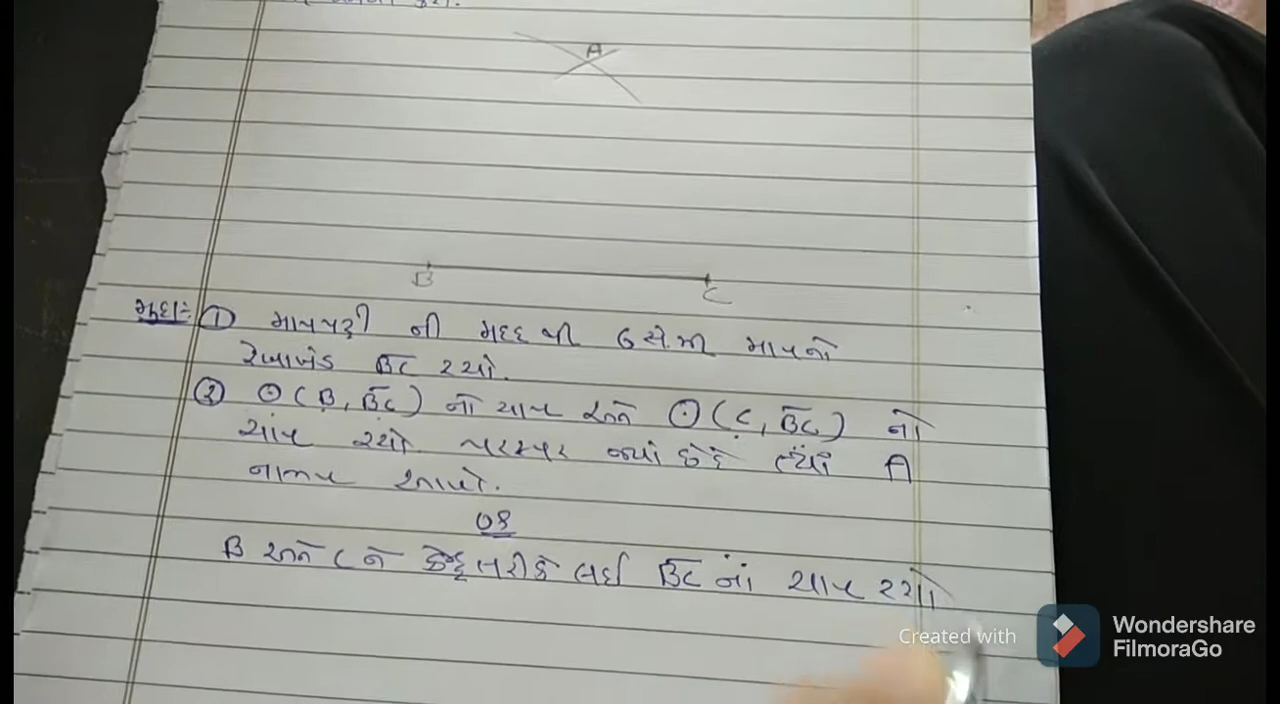 A
B
C
મુદ્દા:- ① માપપટ્ટી ની મદદ થી 6 સે.મી માપનો
રેખાખંડ BC રચો.
② ⊙(B, BC) નો ચાપ અને ⊙(C, BC) નો
ચાપ રચો. પરસ્પર જ્યાં છેદે ત્યાં A
નામ આપો.
OR
B અને C ને કેન્દ્ર તરીકે લઈ BC નાં ચાપ રચો
Created with
Wondershare
FilmoraGo